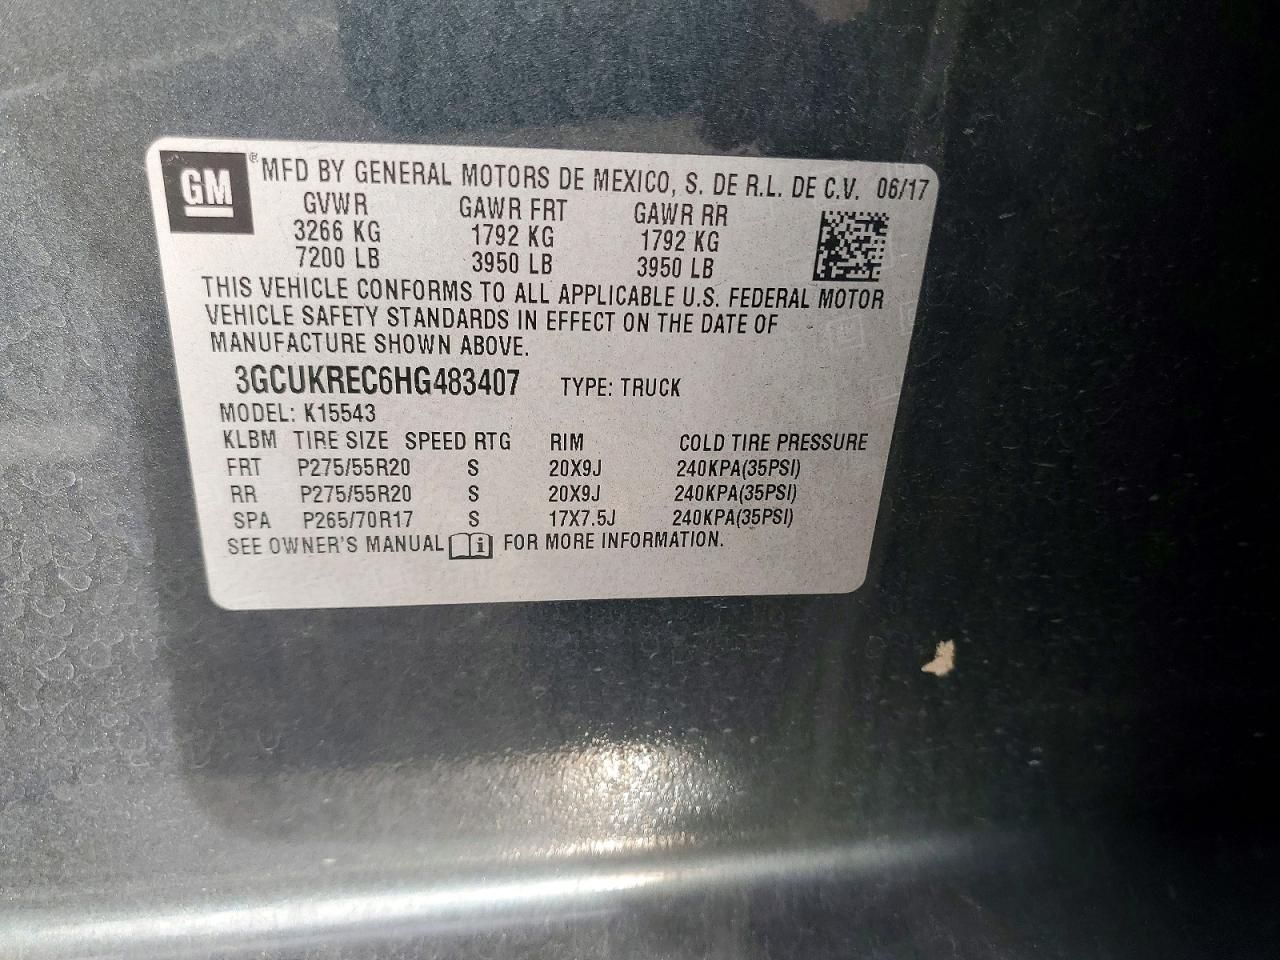 GM® MFD BY GENERAL MOTORS DE MEXICO, S. DE R.L. DE C.V. 06/17
GVWR GAWR FRT GAWR RR
3266 KG 1792 KG 1792 KG
7200 LB 3950 LB 3950 LB
THIS VEHICLE CONFORMS TO ALL APPLICABLE U.S. FEDERAL MOTOR
VEHICLE SAFETY STANDARDS IN EFFECT ON THE DATE OF
MANUFACTURE SHOWN ABOVE.
3GCUKREC6HG483407 TYPE: TRUCK
MODEL: K15543
KLBM TIRE SIZE SPEED RTG RIM COLD TIRE PRESSURE
FRT P275/55R20 S 20X9J 240KPA(35PSI)
RR P275/55R20 S 20X9J 240KPA(35PSI)
SPA P265/70R17 S 17X7.5J 240KPA(35PSI)
SEE OWNER'S MANUAL i FOR MORE INFORMATION.